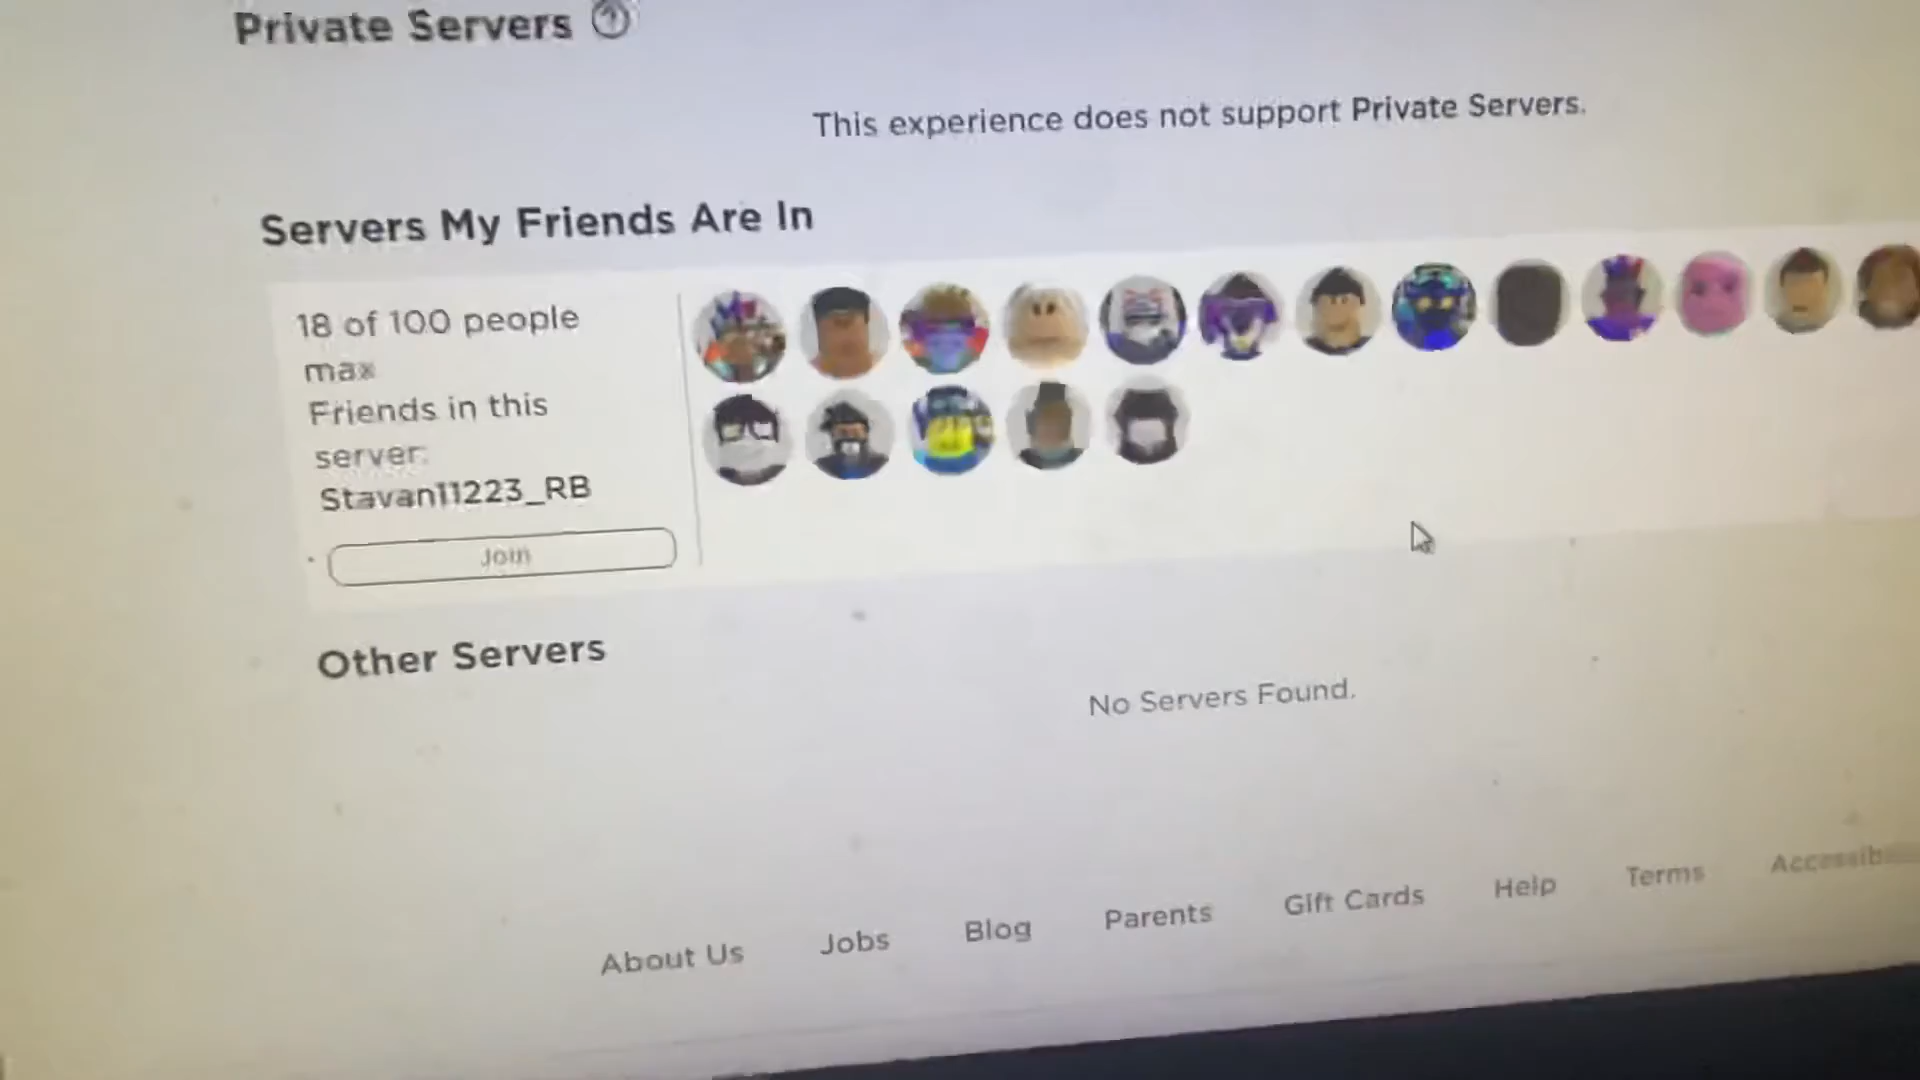 Private Servers ?
This experience does not support Private Servers.
Servers My Friends Are In
18 of 100 people
max
Friends in this
server:
Stavan11223_RB
Join
Other Servers
No Servers Found.
About Us Jobs Blog Parents Gift Cards Help Terms